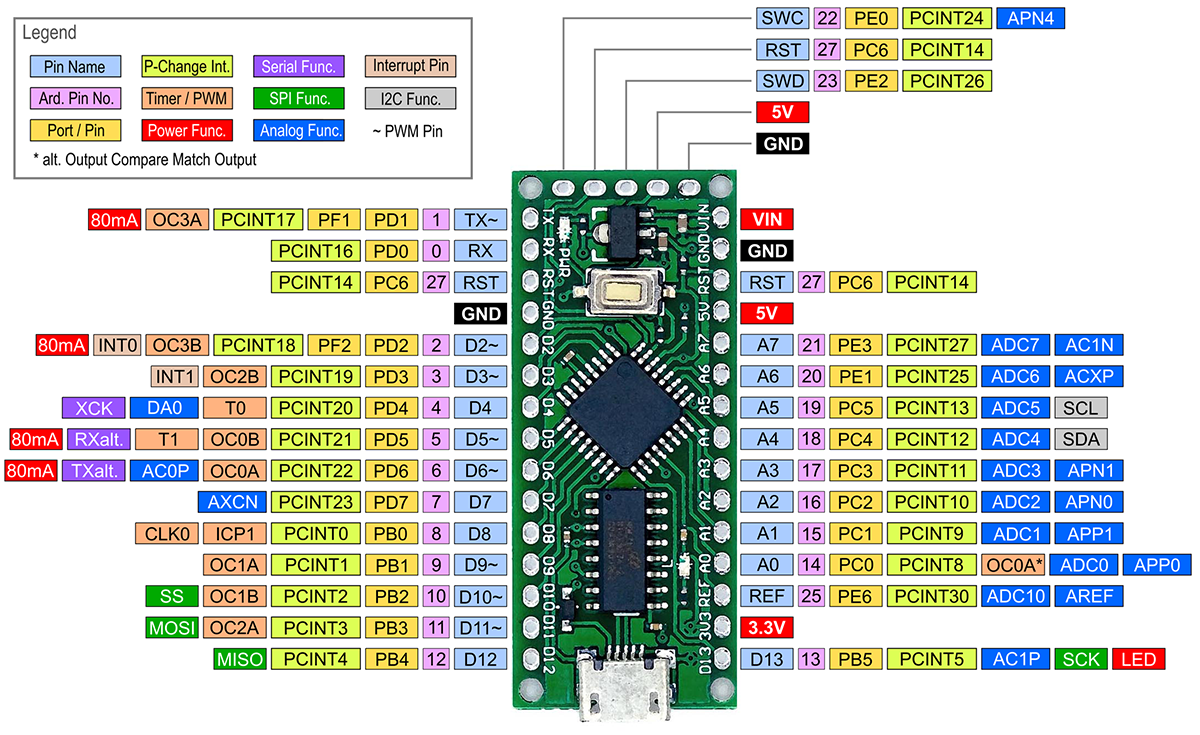 Legend
Pin Name P-Change Int. Serial Func. Interrupt Pin
Ard. Pin No. Timer / PWM SPI Func. I2C Func.
Port / Pin Power Func. Analog Func. ~ PWM Pin
* alt. Output Compare Match Output
SWC 22 PE0 PCINT24 APN4
RST 27 PC6 PCINT14
SWD 23 PE2 PCINT26
5V
GND
80mA OC3A PCINT17 PF1 PD1 1 TX~
PCINT16 PD0 0 RX
PCINT14 PC6 27 RST
GND
80mA INT0 OC3B PCINT18 PF2 PD2 2 D2~
INT1 OC2B PCINT19 PD3 3 D3~
XCK DA0 T0 PCINT20 PD4 4 D4
80mA RXalt. T1 OC0B PCINT21 PD5 5 D5~
80mA TXalt. AC0P OC0A PCINT22 PD6 6 D6~
AXCN PCINT23 PD7 7 D7
CLK0 ICP1 PCINT0 PB0 8 D8
OC1A PCINT1 PB1 9 D9~
SS OC1B PCINT2 PB2 10 D10~
MOSI OC2A PCINT3 PB3 11 D11~
MISO PCINT4 PB4 12 D12
TX RX RST GND D2 D3 D4 D5 D6 D7 D8 D9 D10 D11 D12
PWR
VIN GND RST 5V A7 A6 A5 A4 A3 A2 A1 A0 REF 3V3 D13
L
VIN
GND
RST 27 PC6 PCINT14
5V
A7 21 PE3 PCINT27 ADC7 AC1N
A6 20 PE1 PCINT25 ADC6 ACXP
A5 19 PC5 PCINT13 ADC5 SCL
A4 18 PC4 PCINT12 ADC4 SDA
A3 17 PC3 PCINT11 ADC3 APN1
A2 16 PC2 PCINT10 ADC2 APN0
A1 15 PC1 PCINT9 ADC1 APP1
A0 14 PC0 PCINT8 OC0A* ADC0 APP0
REF 25 PE6 PCINT30 ADC10 AREF
3.3V
D13 13 PB5 PCINT5 AC1P SCK LED